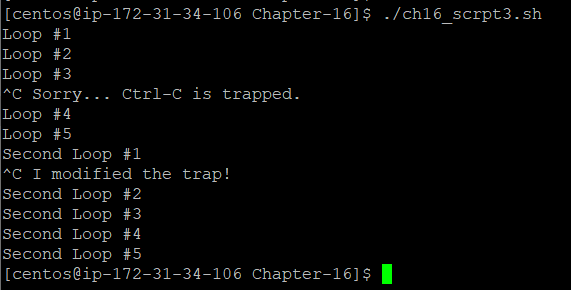 [centos@ip-172-31-34-106 Chapter-16]$ ./ch16_scrpt3.sh
Loop #1
Loop #2
Loop #3
^C Sorry... Ctrl-C is trapped.
Loop #4
Loop #5
Second Loop #1
^C I modified the trap!
Second Loop #2
Second Loop #3
Second Loop #4
Second Loop #5
[centos@ip-172-31-34-106 Chapter-16]$